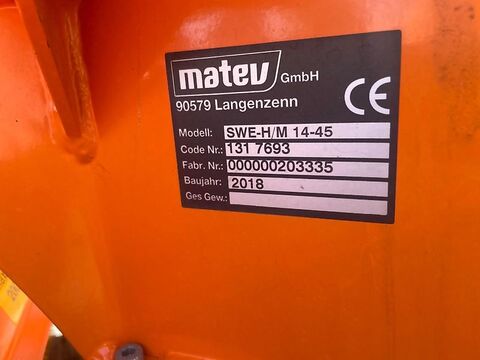 matev GmbH
90579 Langenzenn
CE
Modell: SWE-H/M 14-45
Code Nr.: 131 7693
Fabr. Nr.: 000000203335
Baujahr: 2018
Ges Gew.: